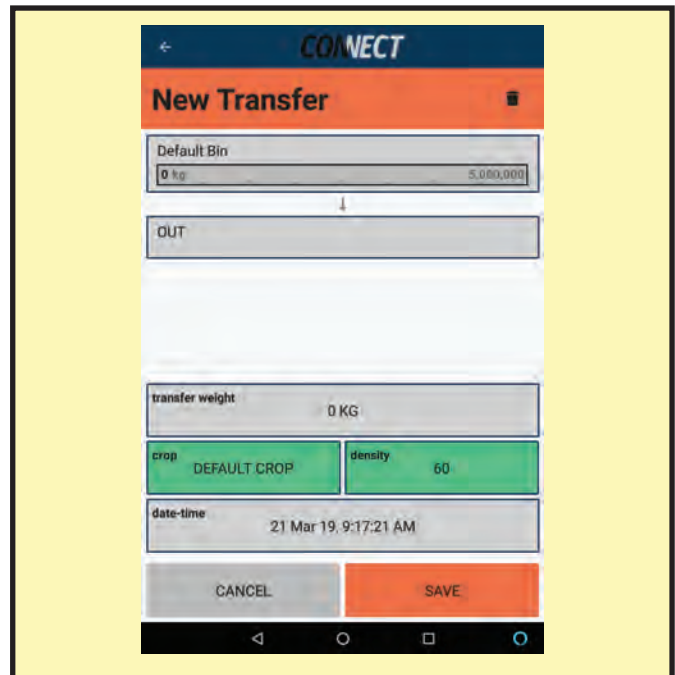 CONNECT
New Transfer
Default Bin
0 kg 5,000,000
OUT
transfer weight
0 KG
crop
DEFAULT CROP
density
60
date-time
21 Mar 19, 9:17:21 AM
CANCEL SAVE